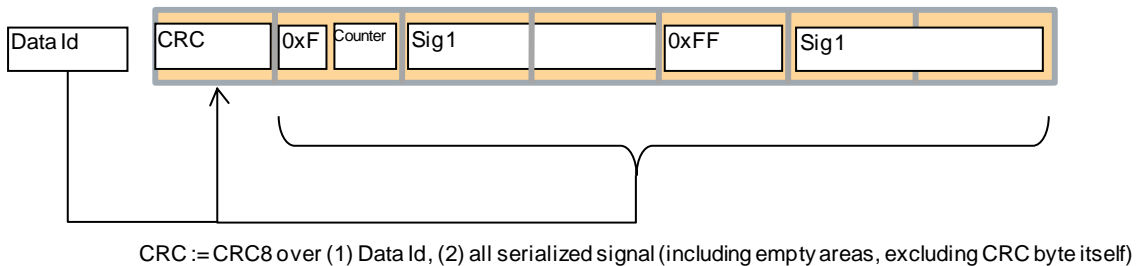 Data Id CRC 0xF Counter Sig1 0xFF Sig1
CRC := CRC8 over (1) Data Id, (2) all serialized signal (including empty areas, excluding CRC byte itself)